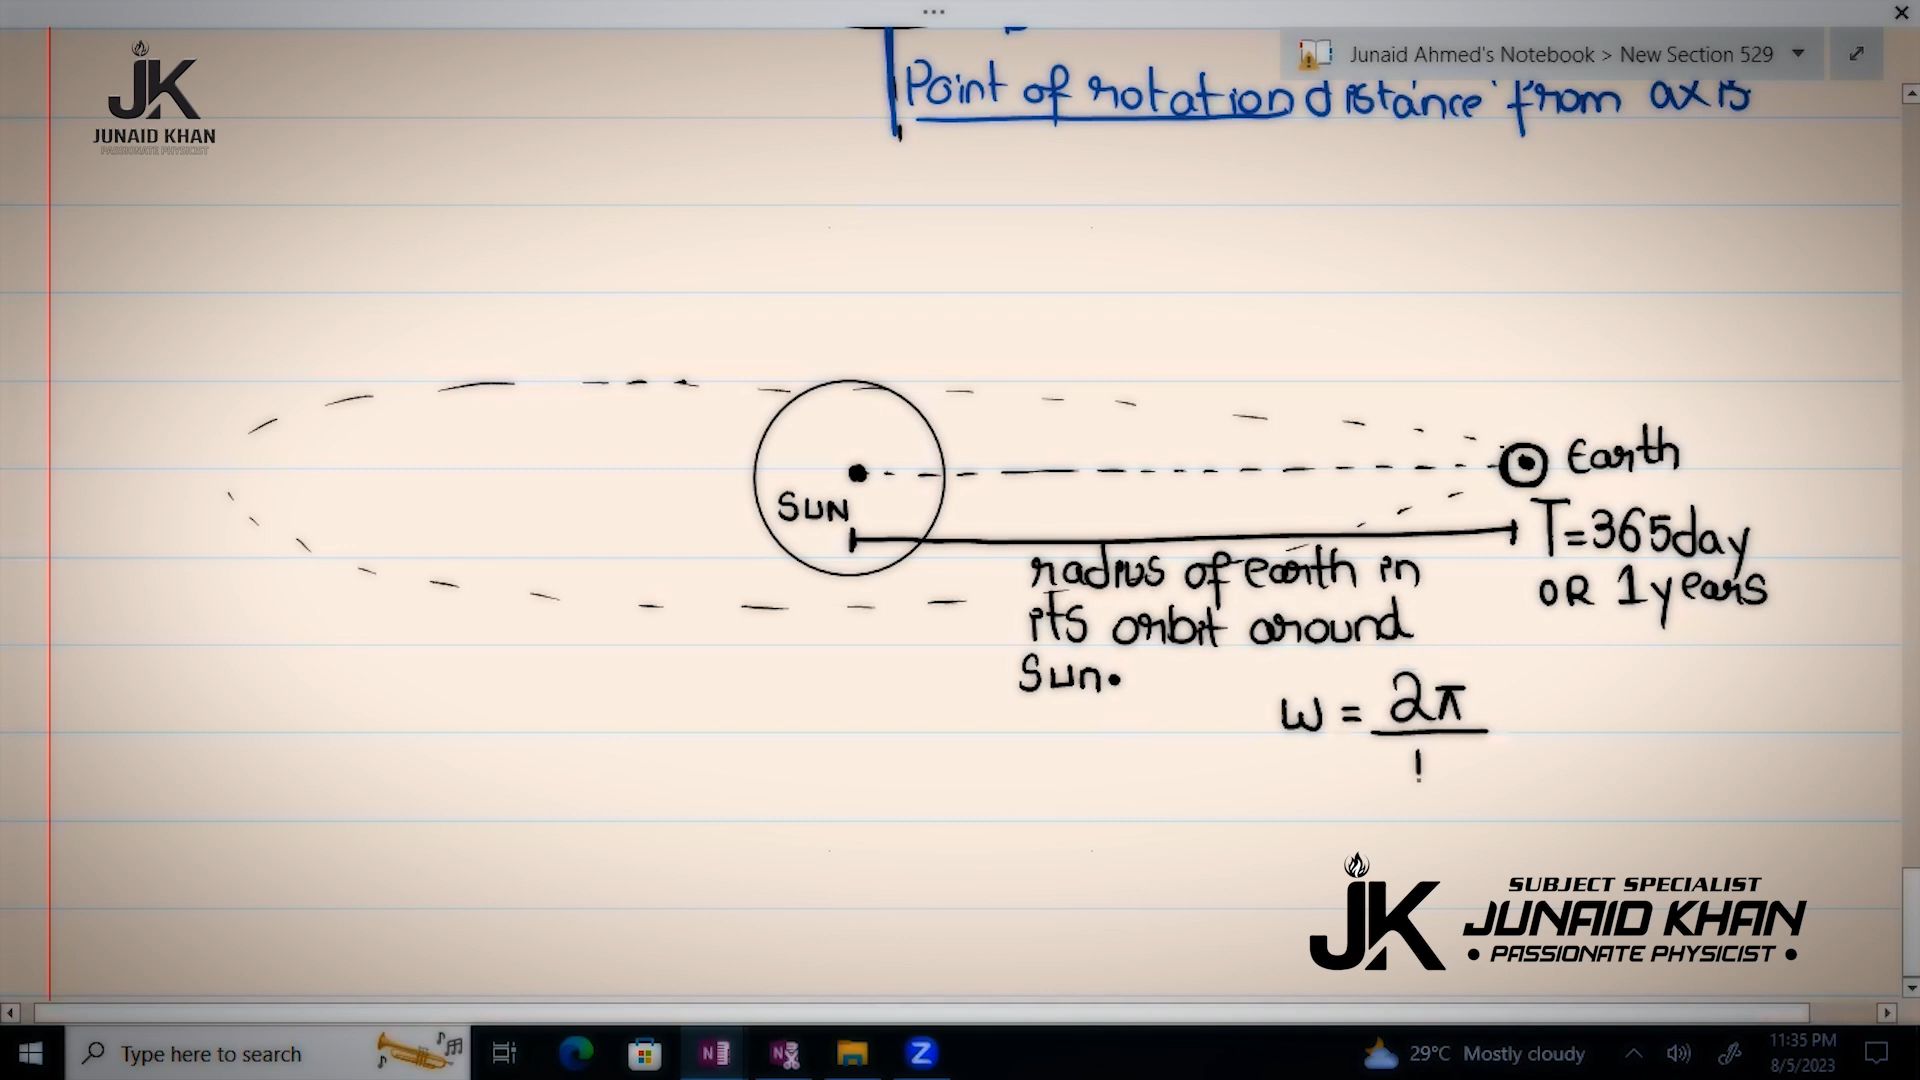 Junaid Ahmed's Notebook > New Section 529
JK
JUNAID KHAN
PASSIONATE PHYSICIST
Point of rotation distance from axis
SUN
Earth
T=365day
OR 1years
radius of earth in
its orbit around
Sun.
W = 2π
SUBJECT SPECIALIST
JK JUNAID KHAN
• PASSIONATE PHYSICIST •
Type here to search
29°C Mostly cloudy
11:35 PM
8/5/2023